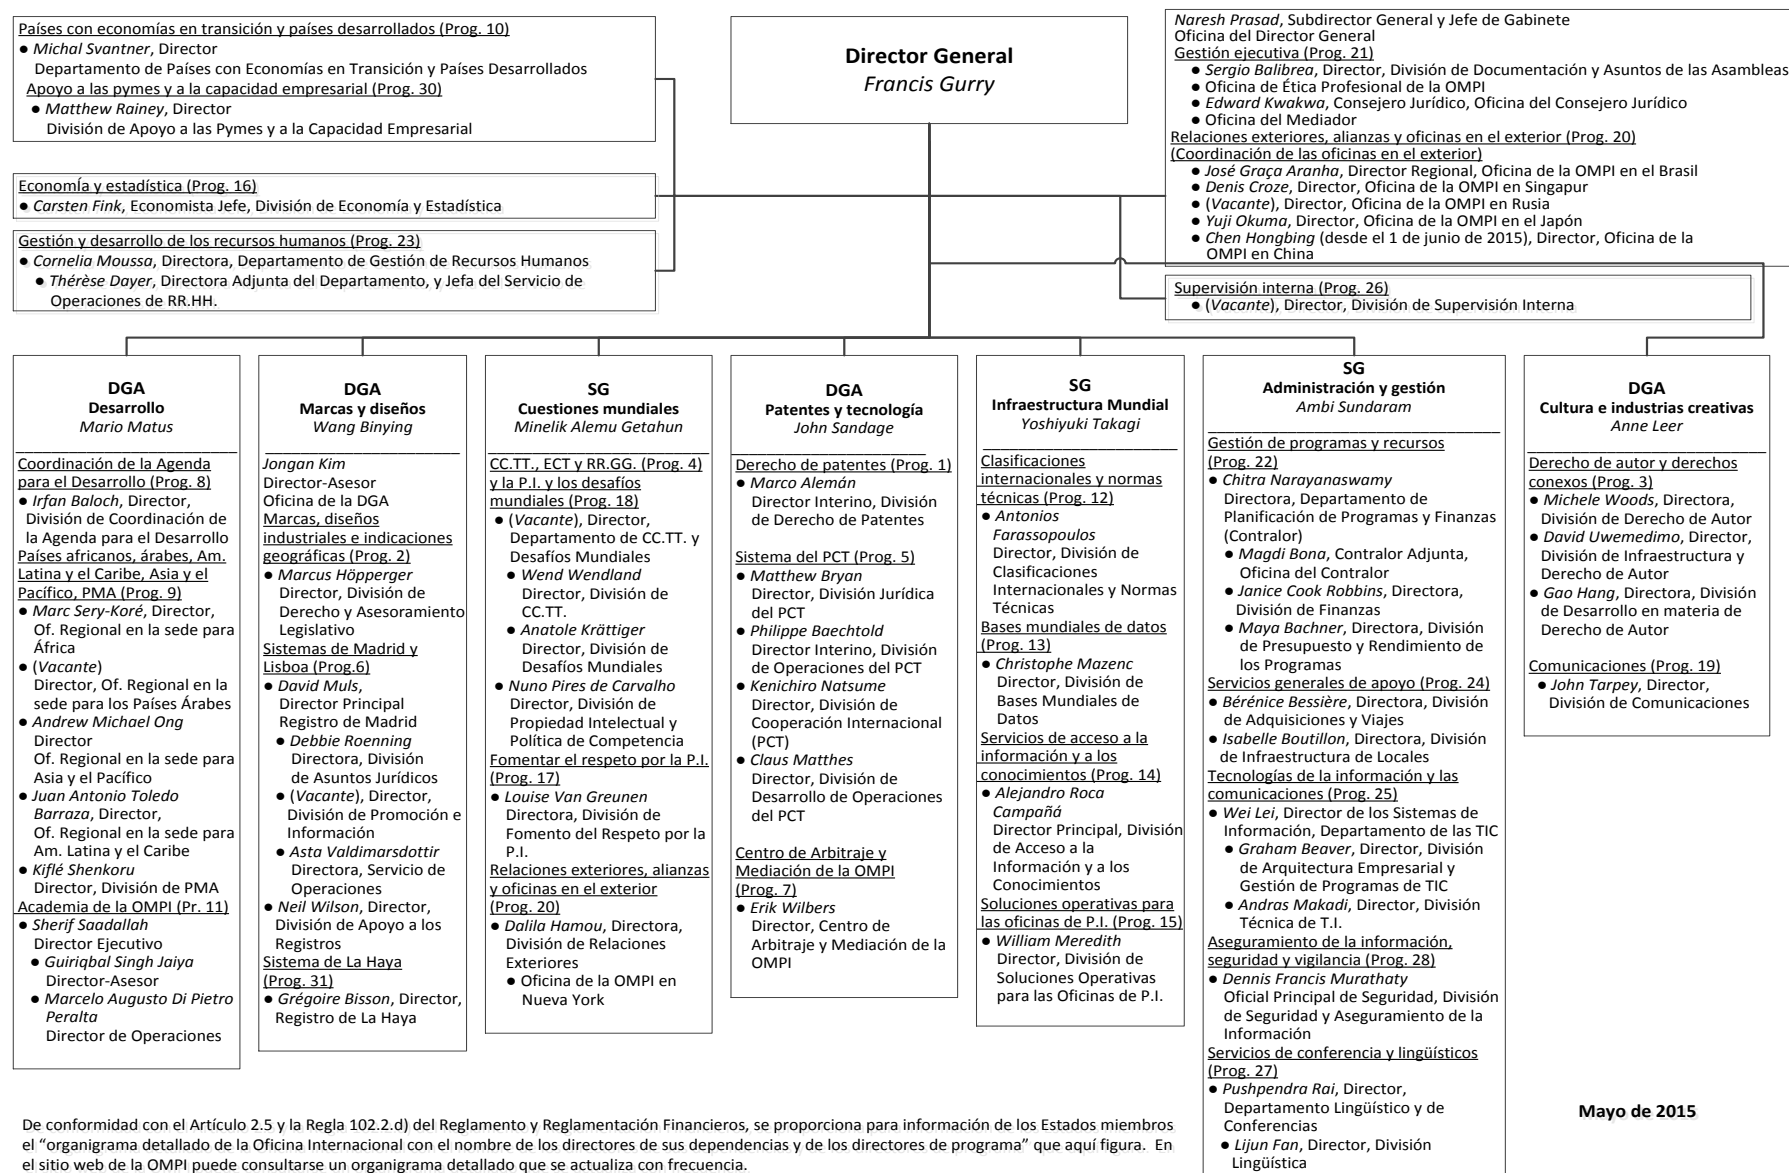 Países con economías en transición y países desarrollados (Prog. 10)
● Michal Svantner, Director
Departamento de Países con Economías en Transición y Países Desarrollados
Apoyo a las pymes y a la capacidad empresarial (Prog. 30)
● Matthew Rainey, Director
División de Apoyo a las Pymes y a la Capacidad Empresarial
Economía y estadística (Prog. 16)
● Carsten Fink, Economista Jefe, División de Economía y Estadística
Gestión y desarrollo de los recursos humanos (Prog. 23)
● Cornelia Moussa, Directora, Departamento de Gestión de Recursos Humanos
● Thérèse Dayer, Directora Adjunta del Departamento, y Jefa del Servicio de
Operaciones de RR.HH.
Director General
Francis Gurry
Naresh Prasad, Subdirector General y Jefe de Gabinete
Oficina del Director General
Gestión ejecutiva (Prog. 21)
● Sergio Balibrea, Director, División de Documentación y Asuntos de las Asambleas
● Oficina de Ética Profesional de la OMPI
● Edward Kwakwa, Consejero Jurídico, Oficina del Consejero Jurídico
● Oficina del Mediador
Relaciones exteriores, alianzas y oficinas en el exterior (Prog. 20)
(Coordinación de las oficinas en el exterior)
● José Graça Aranha, Director Regional, Oficina de la OMPI en el Brasil
● Denis Croze, Director, Oficina de la OMPI en Singapur
● (Vacante), Director, Oficina de la OMPI en Rusia
● Yuji Okuma, Director, Oficina de la OMPI en el Japón
● Chen Hongbing (desde el 1 de junio de 2015), Director, Oficina de la
OMPI en China
Supervisión interna (Prog. 26)
● (Vacante), Director, División de Supervisión Interna
DGA
Desarrollo
Mario Matus
Coordinación de la Agenda
para el Desarrollo (Prog. 8)
● Irfan Baloch, Director,
División de Coordinación de
la Agenda para el Desarrollo
Países africanos, árabes, Am.
Latina y el Caribe, Asia y el
Pacífico, PMA (Prog. 9)
● Marc Sery-Koré, Director,
Of. Regional en la sede para
África
● (Vacante)
Director, Of. Regional en la
sede para los Países Árabes
● Andrew Michael Ong
Director
Of. Regional en la sede para
Asia y el Pacífico
● Juan Antonio Toledo
Barraza, Director,
Of. Regional en la sede para
Am. Latina y el Caribe
● Kiflé Shenkoru
Director, División de PMA
Academia de la OMPI (Pr. 11)
● Sherif Saadallah
Director Ejecutivo
● Guiriqbal Singh Jaiya
Director-Asesor
● Marcelo Augusto Di Pietro
Peralta
Director de Operaciones
DGA
Marcas y diseños
Wang Binying
Jongan Kim
Director-Asesor
Oficina de la DGA
Marcas, diseños
industriales e indicaciones
geográficas (Prog. 2)
● Marcus Höpperger
Director, División de
Derecho y Asesoramiento
Legislativo
Sistemas de Madrid y
Lisboa (Prog.6)
● David Muls,
Director Principal
Registro de Madrid
● Debbie Roenning
Directora, División
de Asuntos Jurídicos
● (Vacante), Director,
División de Promoción e
Información
● Asta Valdimarsdottir
Directora, Servicio de
Operaciones
● Neil Wilson, Director,
División de Apoyo a los
Registros
Sistema de La Haya
(Prog. 31)
● Grégoire Bisson, Director,
Registro de La Haya
SG
Cuestiones mundiales
Minelik Alemu Getahun
CC.TT., ECT y RR.GG. (Prog. 4)
y la P.I. y los desafíos
mundiales (Prog. 18)
● (Vacante), Director,
Departamento de CC.TT. y
Desafíos Mundiales
● Wend Wendland
Director, División de
CC.TT.
● Anatole Krättiger
Director, División de
Desafíos Mundiales
● Nuno Pires de Carvalho
Director, División de
Propiedad Intelectual y
Política de Competencia
Fomentar el respeto por la P.I.
(Prog. 17)
● Louise Van Greunen
Directora, División de
Fomento del Respeto por la
P.I.
Relaciones exteriores, alianzas
y oficinas en el exterior
(Prog. 20)
● Dalila Hamou, Directora,
División de Relaciones
Exteriores
● Oficina de la OMPI en
Nueva York
DGA
Patentes y tecnología
John Sandage
Derecho de patentes (Prog. 1)
● Marco Alemán
Director Interino, División
de Derecho de Patentes
Sistema del PCT (Prog. 5)
● Matthew Bryan
Director, División Jurídica
del PCT
● Philippe Baechtold
Director Interino, División
de Operaciones del PCT
● Kenichiro Natsume
Director, División de
Cooperación Internacional
(PCT)
● Claus Matthes
Director, División de
Desarrollo de Operaciones
del PCT
Centro de Arbitraje y
Mediación de la OMPI
(Prog. 7)
● Erik Wilbers
Director, Centro de
Arbitraje y Mediación de la
OMPI
SG
Infraestructura Mundial
Yoshiyuki Takagi
Clasificaciones
internacionales y normas
técnicas (Prog. 12)
● Antonios
Farassopoulos
Director, División de
Clasificaciones
Internacionales y Normas
Técnicas
Bases mundiales de datos
(Prog. 13)
● Christophe Mazenc
Director, División de
Bases Mundiales de
Datos
Servicios de acceso a la
información y a los
conocimientos (Prog. 14)
● Alejandro Roca
Campañá
Director Principal, División
de Acceso a la
Información y a los
Conocimientos
Soluciones operativas para
las oficinas de P.I. (Prog. 15)
● William Meredith
Director, División de
Soluciones Operativas
para las Oficinas de P.I.
SG
Administración y gestión
Ambi Sundaram
Gestión de programas y recursos
(Prog. 22)
● Chitra Narayanaswamy
Directora, Departamento de
Planificación de Programas y Finanzas
(Contralor)
● Magdi Bona, Contralor Adjunta,
Oficina del Contralor
● Janice Cook Robbins, Directora,
División de Finanzas
● Maya Bachner, Directora, División
de Presupuesto y Rendimiento de
los Programas
Servicios generales de apoyo (Prog. 24)
● Bérénice Bessière, Directora, División
de Adquisiciones y Viajes
● Isabelle Boutillon, Directora, División
de Infraestructura de Locales
Tecnologías de la información y las
comunicaciones (Prog. 25)
● Wei Lei, Director de los Sistemas de
Información, Departamento de las TIC
● Graham Beaver, Director, División
de Arquitectura Empresarial y
Gestión de Programas de TIC
● Andras Makadi, Director, División
Técnica de T.I.
Aseguramiento de la información,
seguridad y vigilancia (Prog. 28)
● Dennis Francis Murathaty
Oficial Principal de Seguridad, División
de Seguridad y Aseguramiento de la
Información
Servicios de conferencia y lingüísticos
(Prog. 27)
● Pushpendra Rai, Director,
Departamento Lingüístico y de
Conferencias
● Lijun Fan, Director, División
Lingüística
DGA
Cultura e industrias creativas
Anne Leer
Derecho de autor y derechos
conexos (Prog. 3)
● Michele Woods, Directora,
División de Derecho de Autor
● David Uwemedimo, Director,
División de Infraestructura y
Derecho de Autor
● Gao Hang, Directora, División
de Desarrollo en materia de
Derecho de Autor
Comunicaciones (Prog. 19)
● John Tarpey, Director,
División de Comunicaciones
Mayo de 2015
De conformidad con el Artículo 2.5 y la Regla 102.2.d) del Reglamento y Reglamentación Financieros, se proporciona para información de los Estados miembros
el “organigrama detallado de la Oficina Internacional con el nombre de los directores de sus dependencias y de los directores de programa” que aquí figura. En
el sitio web de la OMPI puede consultarse un organigrama detallado que se actualiza con frecuencia.